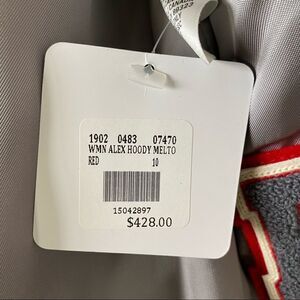 1902 0483 07470
WMN ALEX HOODY MELTO
RED 10
15042897
$428.00